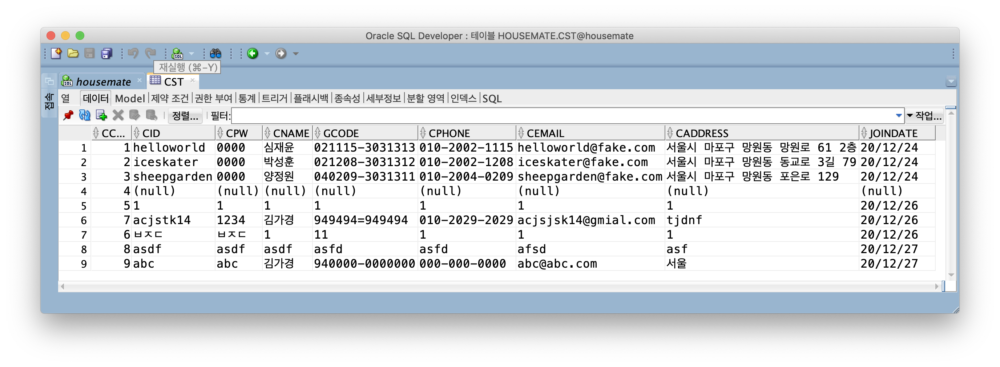 Oracle SQL Developer : 테이블 HOUSEMATE.CST@housemate
재실행 (⌘-Y)
housemate CST
접속
열 데이터 Model 제약 조건 권한 부여 통계 트리거 플래시백 종속성 세부정보 분할 영역 인덱스 SQL
정렬... 필터: 작업...
CC... CID CPW CNAME GCODE CPHONE CEMAIL CADDRESS JOINDATE
1 1 helloworld 0000 심재윤 021115-3031313 010-2002-1115 helloworld@fake.com 서울시 마포구 망원동 망원로 61 2층 20/12/24
2 2 iceskater 0000 박성훈 021208-3031312 010-2002-1208 iceskater@fake.com 서울시 마포구 망원동 동교로 3길 79 20/12/24
3 3 sheepgarden 0000 양정원 040209-3031311 010-2004-0209 sheepgarden@fake.com 서울시 마포구 망원동 포은로 129 20/12/24
4 4 (null) (null) (null) (null) (null) (null) (null) (null)
5 5 1 1 1 1 1 1 1 20/12/26
6 7 acjstk14 1234 김가경 949494=949494 010-2029-2029 acjsjsk14@gmial.com tjdnf 20/12/26
7 6 ㅂㅈㄷ ㅂㅈㄷ 1 11 1 1 1 20/12/26
8 8 asdf asdf asdf asfd asfd afsd asf 20/12/27
9 9 abc abc 김가경 940000-0000000 000-000-0000 abc@abc.com 서울 20/12/27